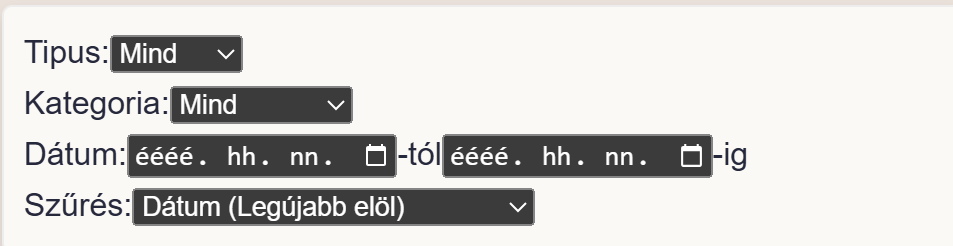 Tipus: Mind
Kategoria: Mind
Dátum: éééé. hh. nn. -tól éééé. hh. nn. -ig
Szűrés: Dátum (Legújabb elöl)